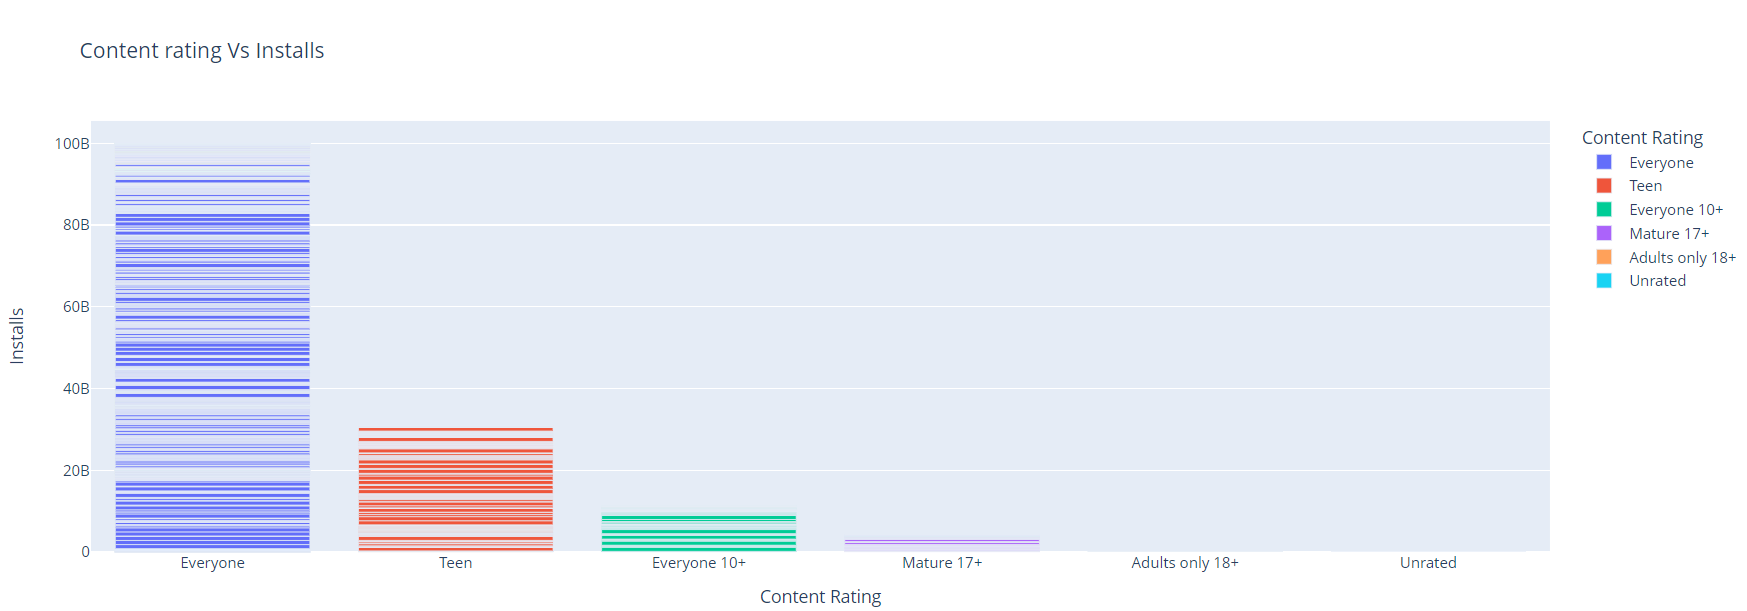 Content rating Vs Installs
100B
80B
60B
40B
20B
0
Installs
Everyone
Teen
Everyone 10+
Mature 17+
Adults only 18+
Unrated
Content Rating
Content Rating
Everyone
Teen
Everyone 10+
Mature 17+
Adults only 18+
Unrated